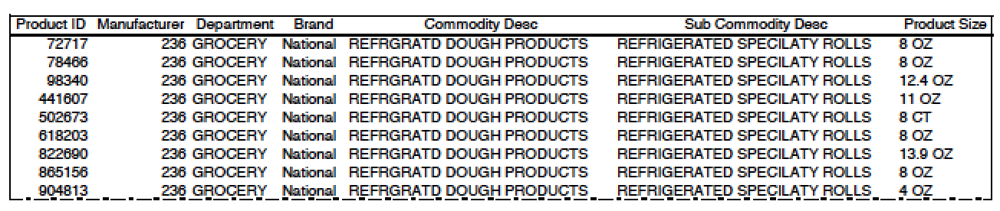 Product ID Manufacturer Department Brand Commodity Desc Sub Commodity Desc Product Size
72717 236 GROCERY National REFRGRATD DOUGH PRODUCTS REFRIGERATED SPECILATY ROLLS 8 OZ
78466 236 GROCERY National REFRGRATD DOUGH PRODUCTS REFRIGERATED SPECILATY ROLLS 8 OZ
98340 236 GROCERY National REFRGRATD DOUGH PRODUCTS REFRIGERATED SPECILATY ROLLS 12.4 OZ
441607 236 GROCERY National REFRGRATD DOUGH PRODUCTS REFRIGERATED SPECILATY ROLLS 11 OZ
502673 236 GROCERY National REFRGRATD DOUGH PRODUCTS REFRIGERATED SPECILATY ROLLS 8 CT
618203 236 GROCERY National REFRGRATD DOUGH PRODUCTS REFRIGERATED SPECILATY ROLLS 8 OZ
822690 236 GROCERY National REFRGRATD DOUGH PRODUCTS REFRIGERATED SPECILATY ROLLS 13.9 OZ
865156 236 GROCERY National REFRGRATD DOUGH PRODUCTS REFRIGERATED SPECILATY ROLLS 8 OZ
904813 236 GROCERY National REFRGRATD DOUGH PRODUCTS REFRIGERATED SPECILATY ROLLS 4 OZ